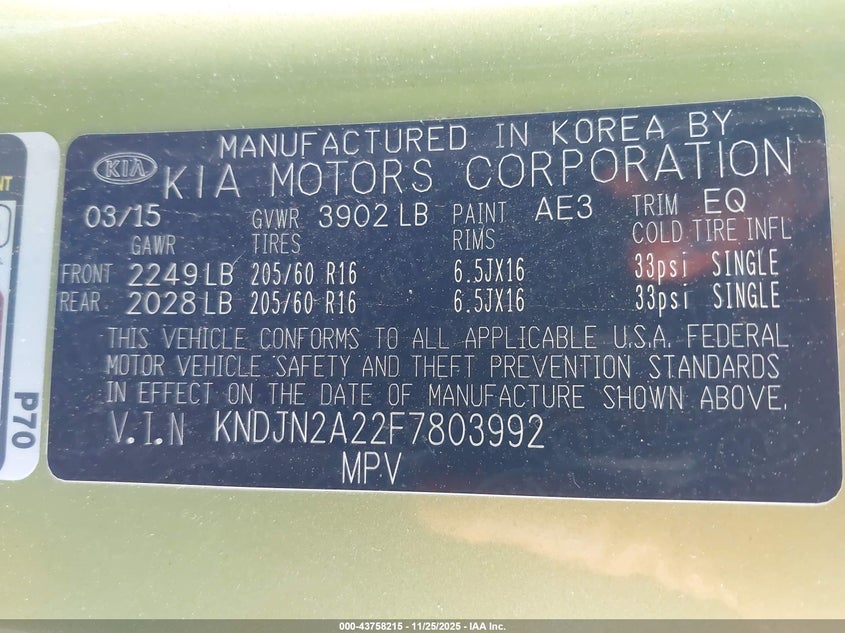 MANUFACTURED IN KOREA BY
KIA
KIA MOTORS CORPORATION
03/15 GVWR 3902 LB PAINT AE3 TRIM EQ
GAWR TIRES RIMS COLD TIRE INFL
FRONT 2249 LB 205/60 R16 6.5JX16 33psi SINGLE
REAR 2028 LB 205/60 R16 6.5JX16 33psi SINGLE
THIS VEHICLE CONFORMS TO ALL APPLICABLE U.S.A. FEDERAL
MOTOR VEHICLE SAFETY AND THEFT PREVENTION STANDARDS
IN EFFECT ON THE DATE OF MANUFACTURE SHOWN ABOVE.
V.I.N KNDJN2A22F7803992
MPV
P70
000-43758215 - 11/25/2025 - IAA Inc.